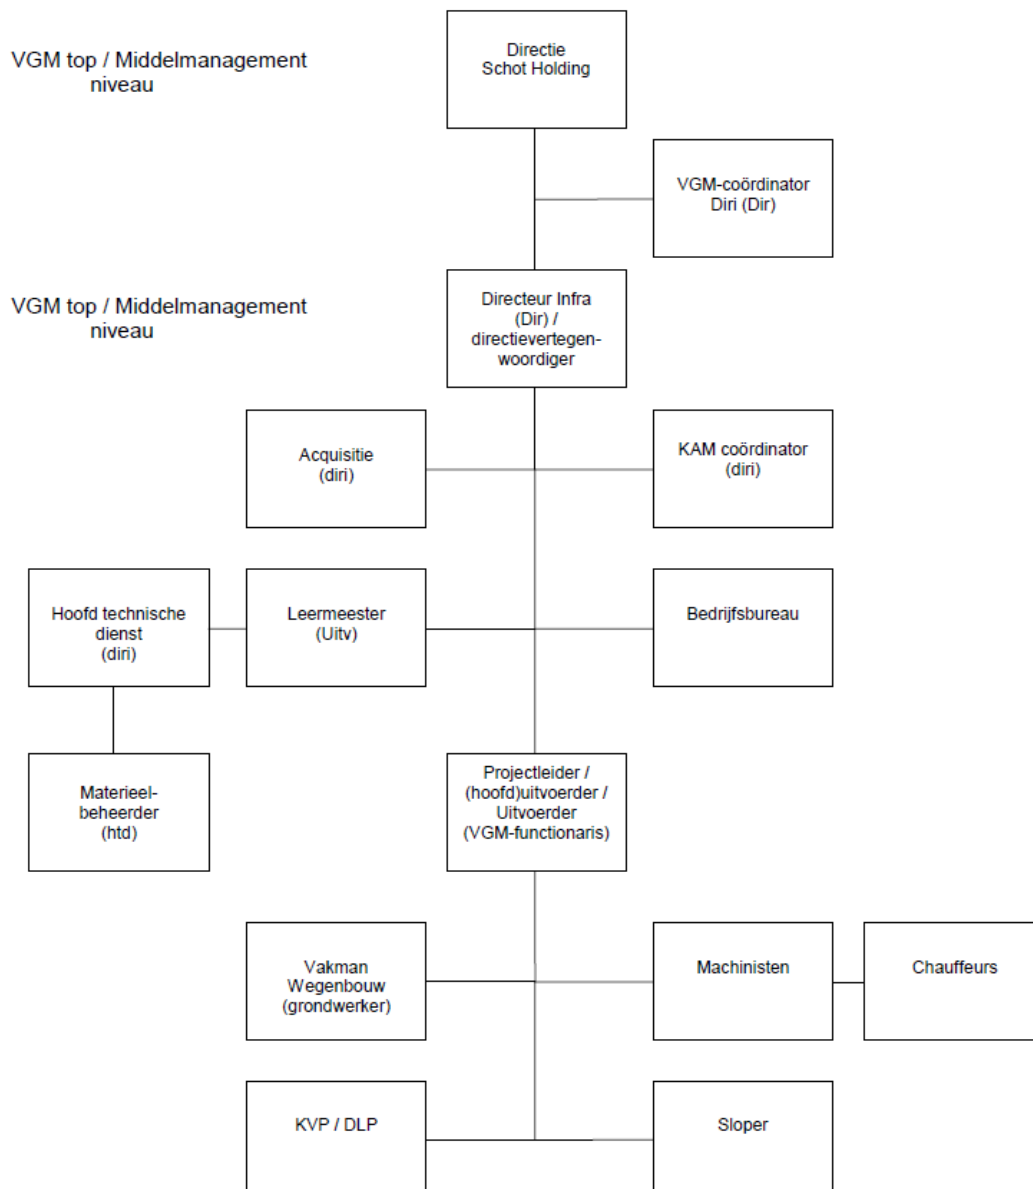 VGM top / Middelmanagement
niveau
Directie
Schot Holding
VGM-coördinator
Diri (Dir)
VGM top / Middelmanagement
niveau
Directeur Infra
(Dir) /
directievertegen-
woordiger
Acquisitie
(diri)
KAM coördinator
(diri)
Hoofd technische
dienst
(diri)
Leermeester
(Uitv)
Bedrijfsbureau
Materieel-
beheerder
(htd)
Projectleider /
(hoofd)uitvoerder /
Uitvoerder
(VGM-functionaris)
Vakman
Wegenbouw
(grondwerker)
Machinisten
Chauffeurs
KVP / DLP
Sloper